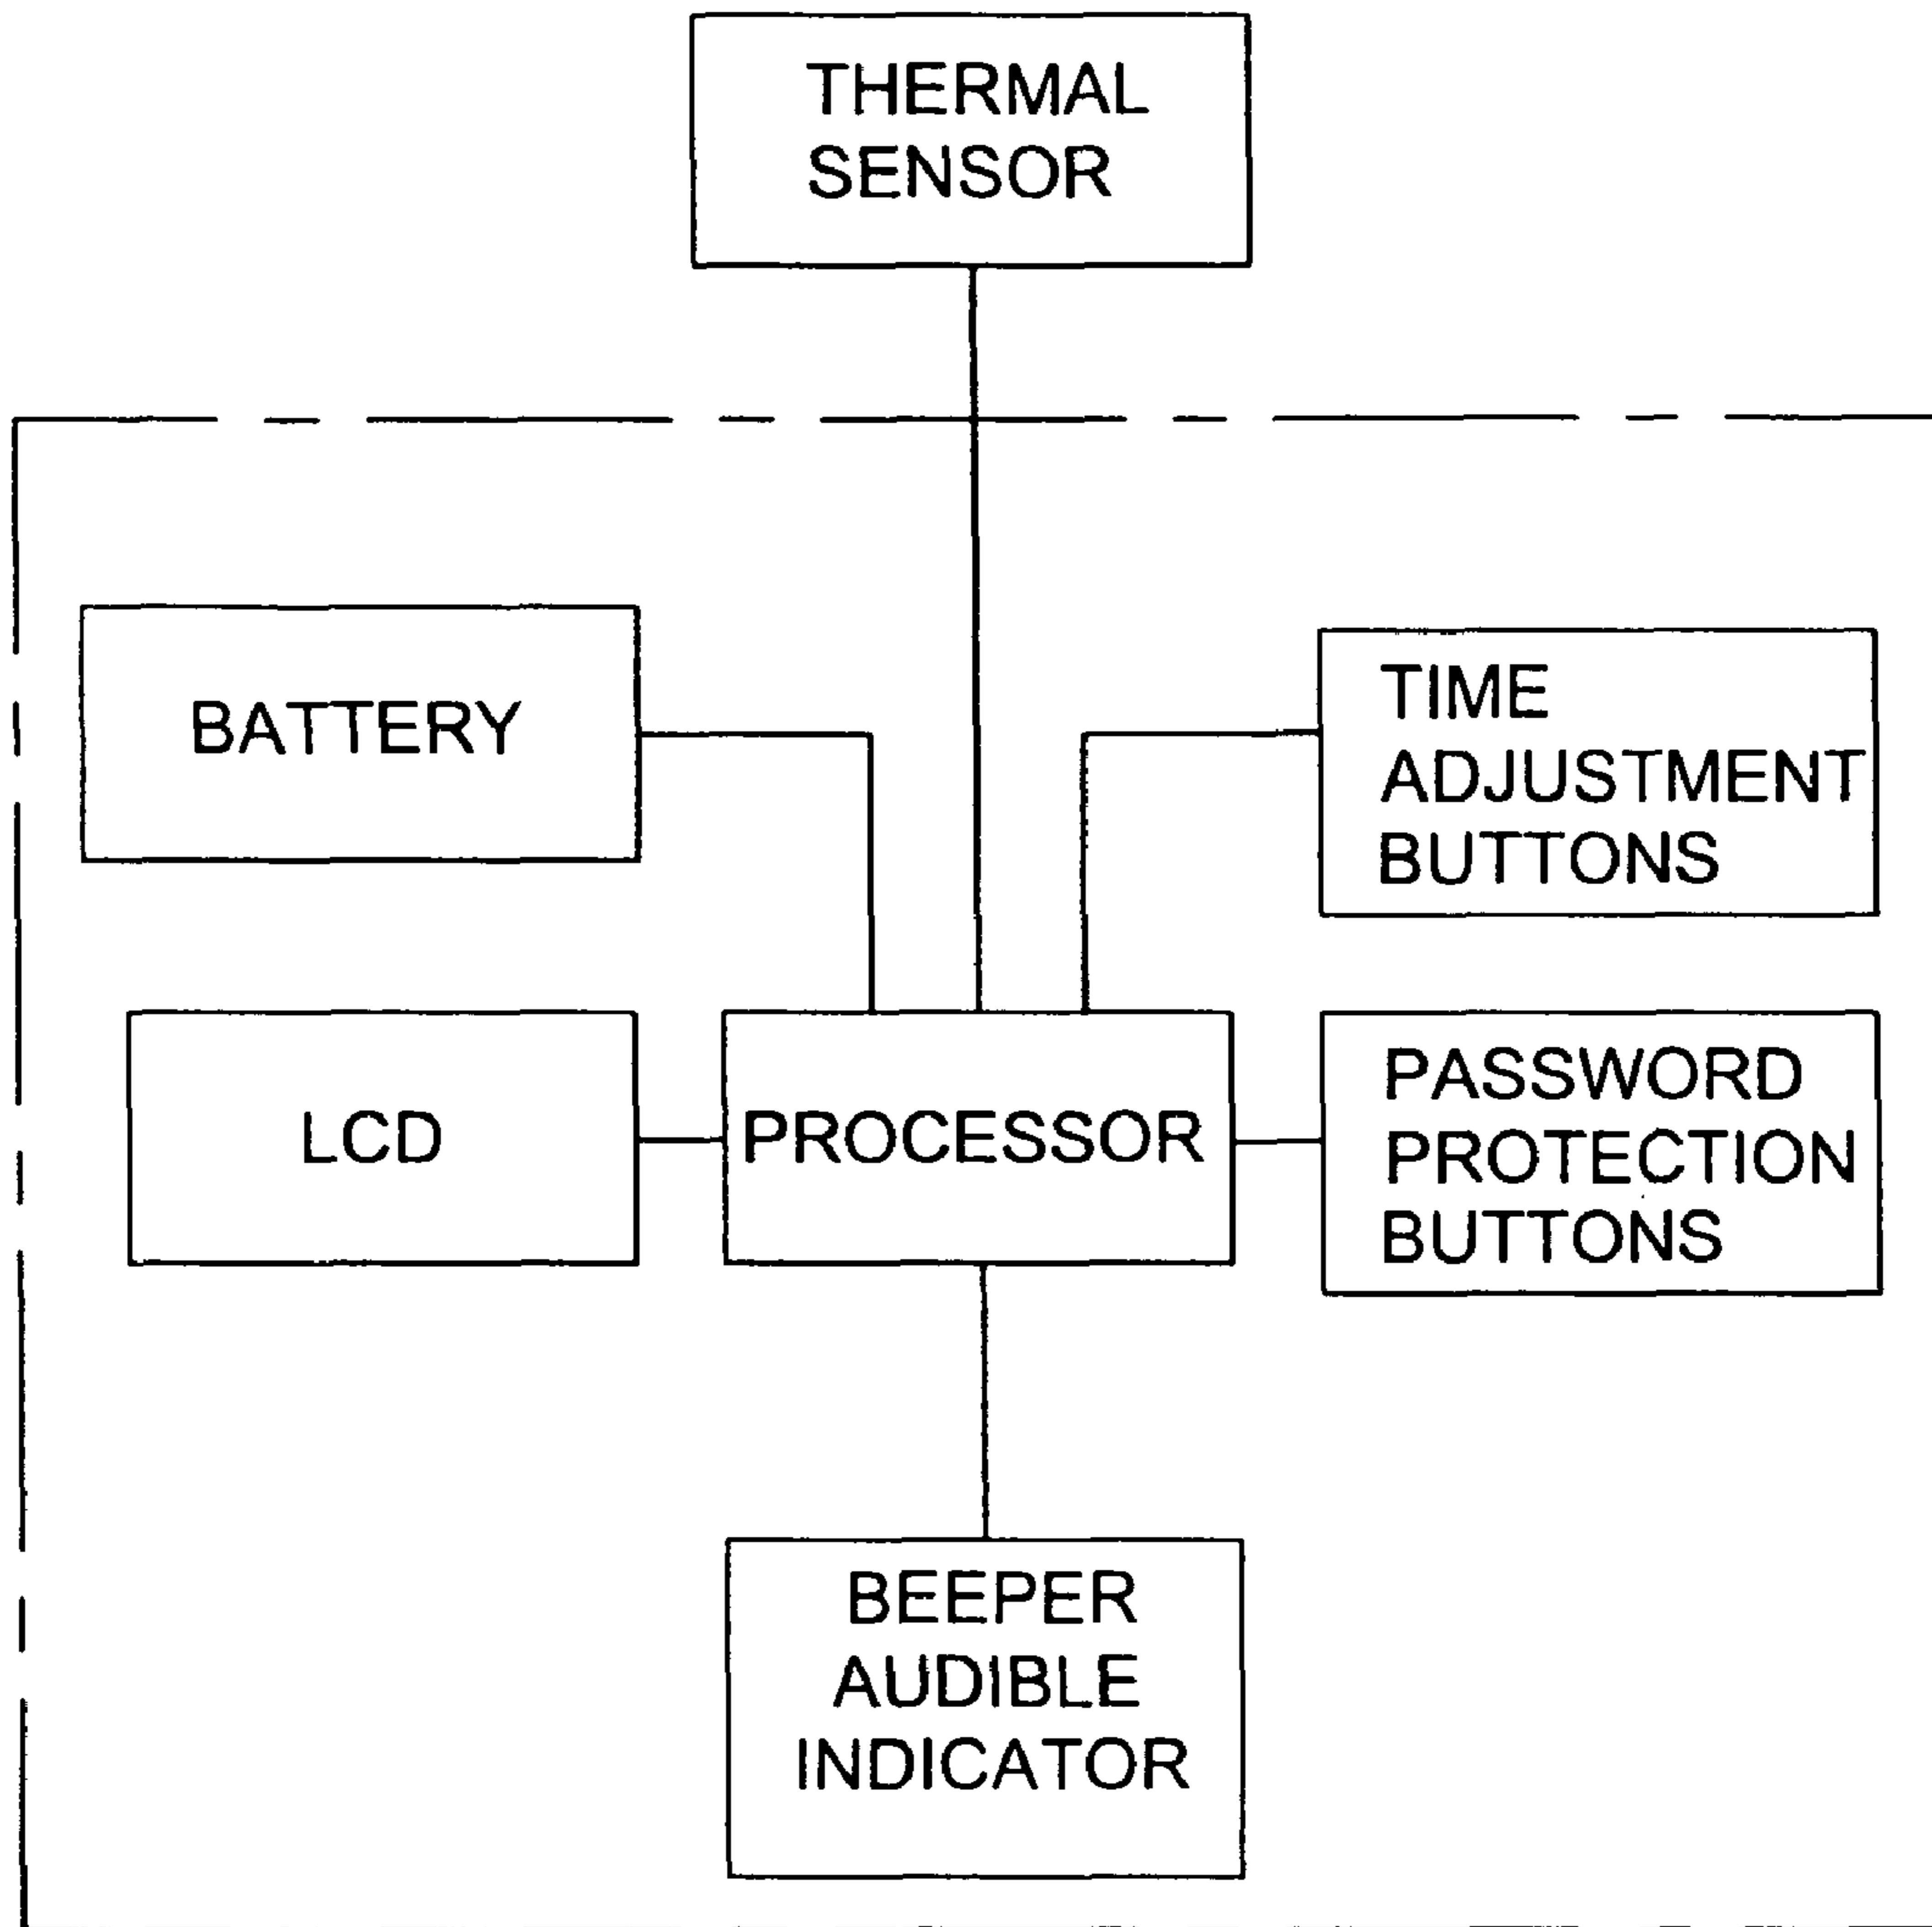 THERMAL
SENSOR
BATTERY
TIME
ADJUSTMENT
BUTTONS
LCD
PROCESSOR
PASSWORD
PROTECTION
BUTTONS
BEEPER
AUDIBLE
INDICATOR